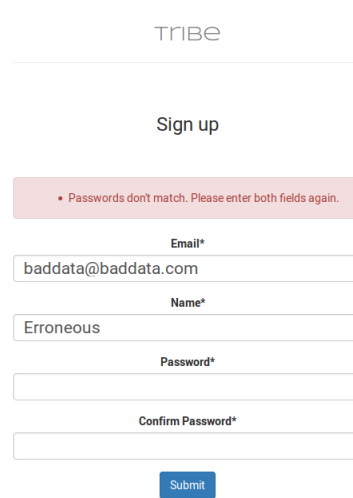 TRIBE
Sign up
• Passwords don't match. Please enter both fields again.
Email*
baddata@baddata.com
Name*
Erroneous
Password*
Confirm Password*
Submit